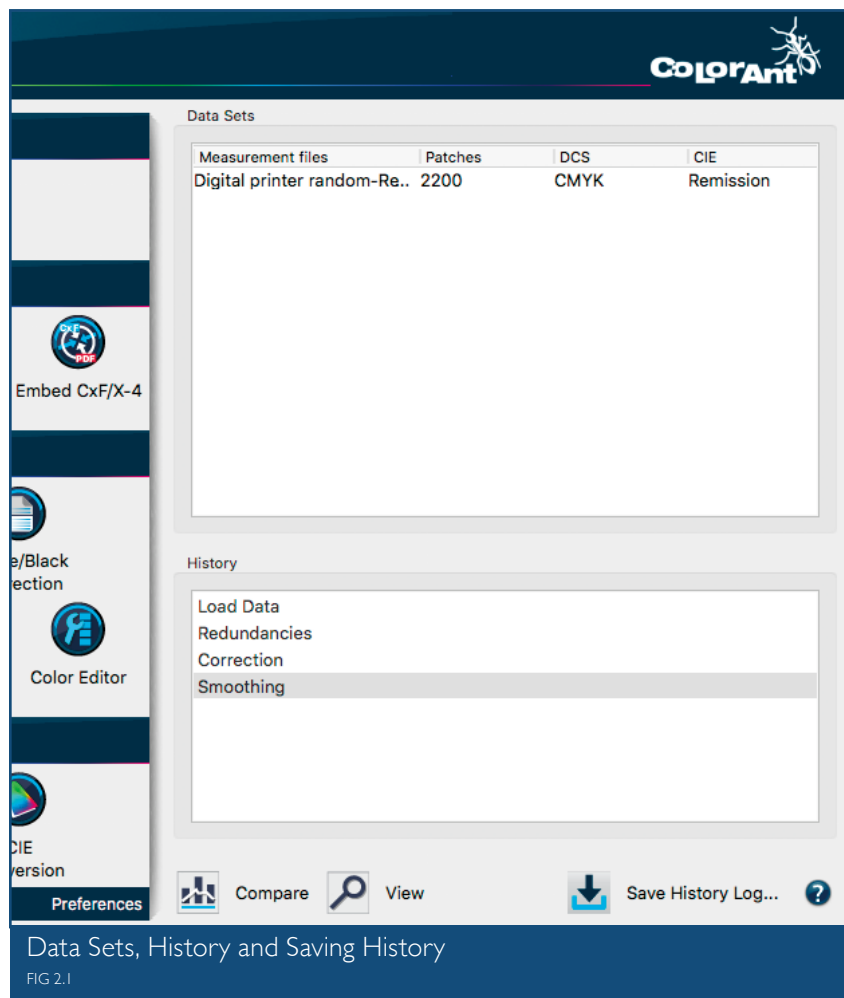 ColorAnt
Data Sets
Measurement files Patches DCS CIE
Digital printer random-Re.. 2200 CMYK Remission
CxF
PDF
Embed CxF/X-4
e/Black
ection
Color Editor
CIE
version
Preferences
History
Load Data
Redundancies
Correction
Smoothing
Compare View Save History Log... ?
Data Sets, History and Saving History
FIG 2.1